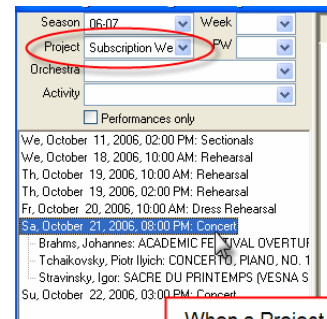 Season 06-07 Week
Project Subscription We PW
Orchestra
Activity
Performances only
We, October 11, 2006, 02:00 PM: Sectionals
We, October 18, 2006, 10:00 AM: Rehearsal
Th, October 19, 2006, 10:00 AM: Rehearsal
Th, October 19, 2006, 02:00 PM: Rehearsal
Fr, October 20, 2006, 10:00 AM: Dress Rehearsal
Sa, October 21, 2006, 08:00 PM: Concert
Brahms, Johannes: ACADEMIC FESTIVAL OVERTUR
Tchaikovsky, Piotr Ilyich: CONCERTO, PIANO, NO. 1
Stravinsky, Igor: SACRE DU PRINTEMPS (VESNA S
Su, October 22, 2006, 03:00 PM: Concert
When a Project